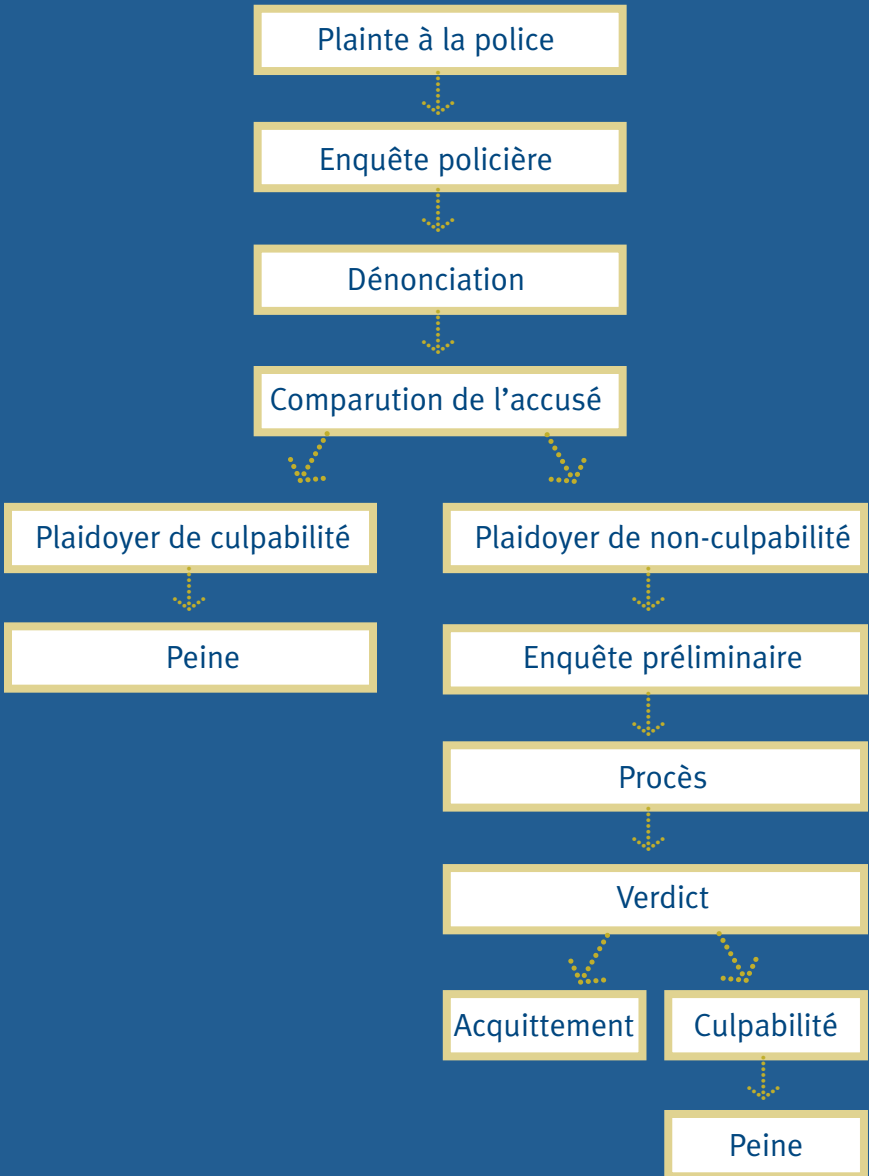 Plainte à la police
Enquête policière
Dénonciation
Comparution de l’accusé
Plaidoyer de culpabilité
Plaidoyer de non-culpabilité
Peine
Enquête préliminaire
Procès
Verdict
Acquittement
Culpabilité
Peine